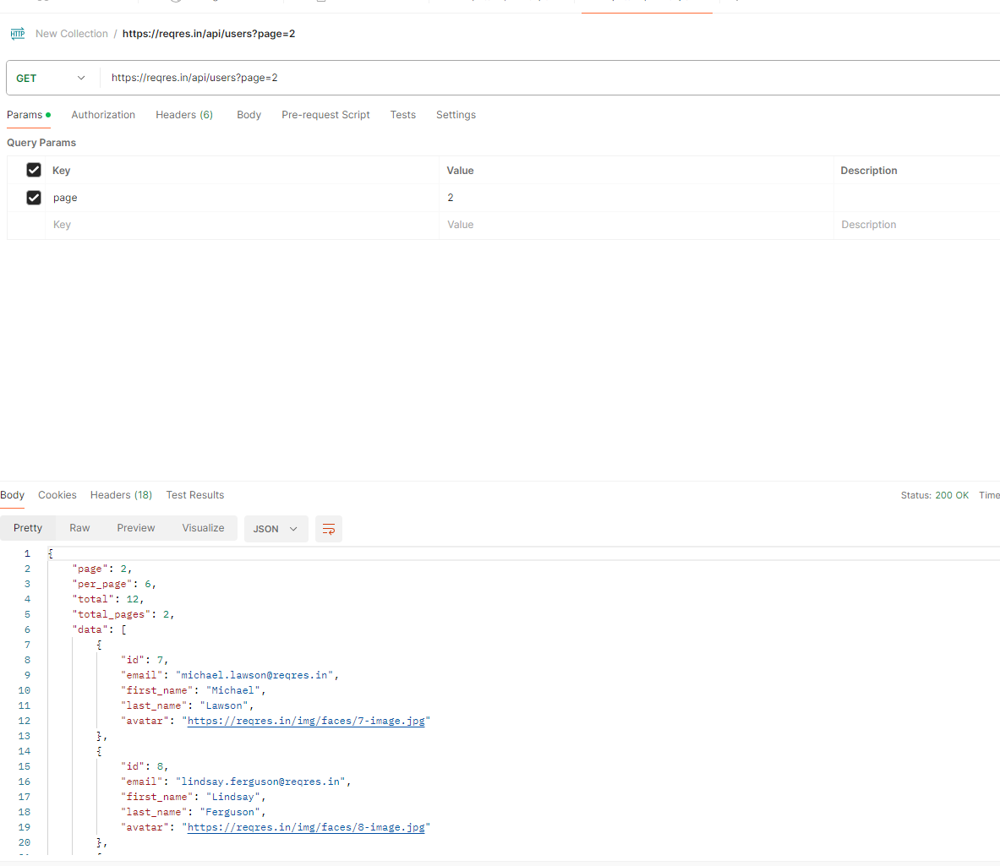 HTTP New Collection / https://reqres.in/api/users?page=2
GET https://reqres.in/api/users?page=2
Params Authorization Headers (6) Body Pre-request Script Tests Settings
Query Params
Key Value Description
page 2
Key Value Description
Body Cookies Headers (18) Test Results Status: 200 OK Time
Pretty Raw Preview Visualize JSON
1 {
2 "page": 2,
3 "per_page": 6,
4 "total": 12,
5 "total_pages": 2,
6 "data": [
7 {
8 "id": 7,
9 "email": "michael.lawson@reqres.in",
10 "first_name": "Michael",
11 "last_name": "Lawson",
12 "avatar": "https://reqres.in/img/faces/7-image.jpg"
13 },
14 {
15 "id": 8,
16 "email": "lindsay.ferguson@reqres.in",
17 "first_name": "Lindsay",
18 "last_name": "Ferguson",
19 "avatar": "https://reqres.in/img/faces/8-image.jpg"
20 },